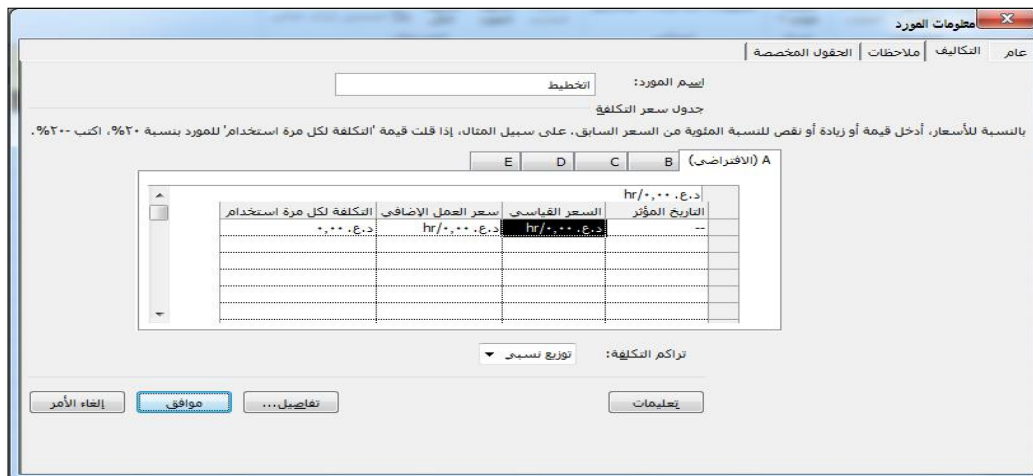 معلومات المورد
عام التكاليف ملاحظات الحقول المخصصة
اسم المورد: اتخطيط
جدول سعر التكلفة
بالنسبة للأسعار، أدخل قيمة أو زيادة أو نقص للنسبة المئوية من السعر السابق. على سبيل المثال، إذا قلت قيمة 'التكلفة لكل مرة استخدام' للمورد بنسبة ٢٠%، اكتب -٢٠%.
A (الافتراضي) B C D E
د.ع.٠,٠٠/hr
التاريخ المؤثر السعر القياسي سعر العمل الإضافي التكلفة لكل مرة استخدام
-- د.ع.٠,٠٠/hr د.ع.٠,٠٠/hr د.ع.٠,٠٠
تراكم التكلفة: توزيع نسبي
تعليمات تفاصيل... موافق إلغاء الأمر